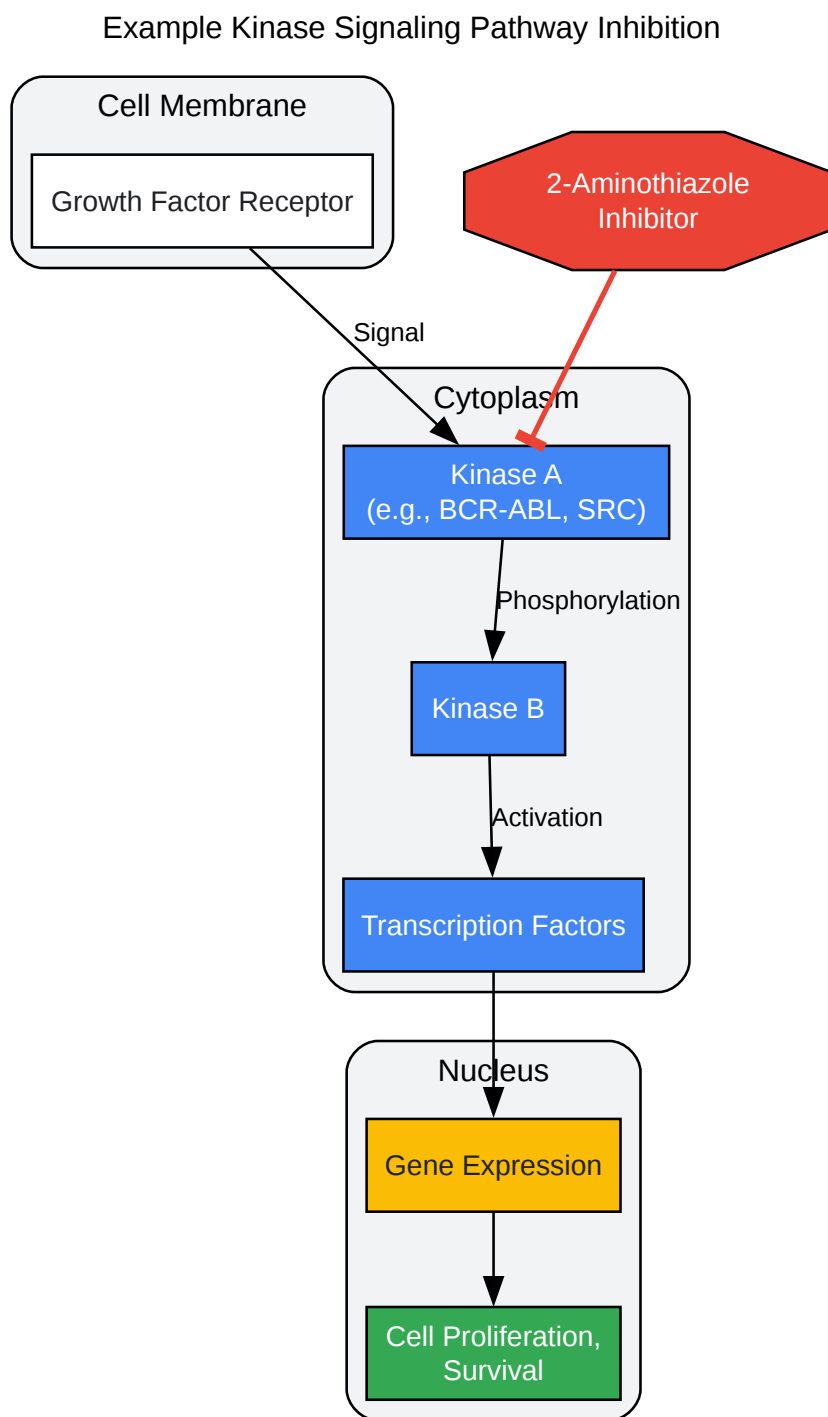 Example Kinase Signaling Pathway Inhibition
Cell Membrane
Growth Factor Receptor
2-Aminothiazole
Inhibitor
Signal
Cytoplasm
Kinase A
(e.g., BCR-ABL, SRC)
Phosphorylation
Kinase B
Activation
Transcription Factors
Nucleus
Gene Expression
Cell Proliferation,
Survival